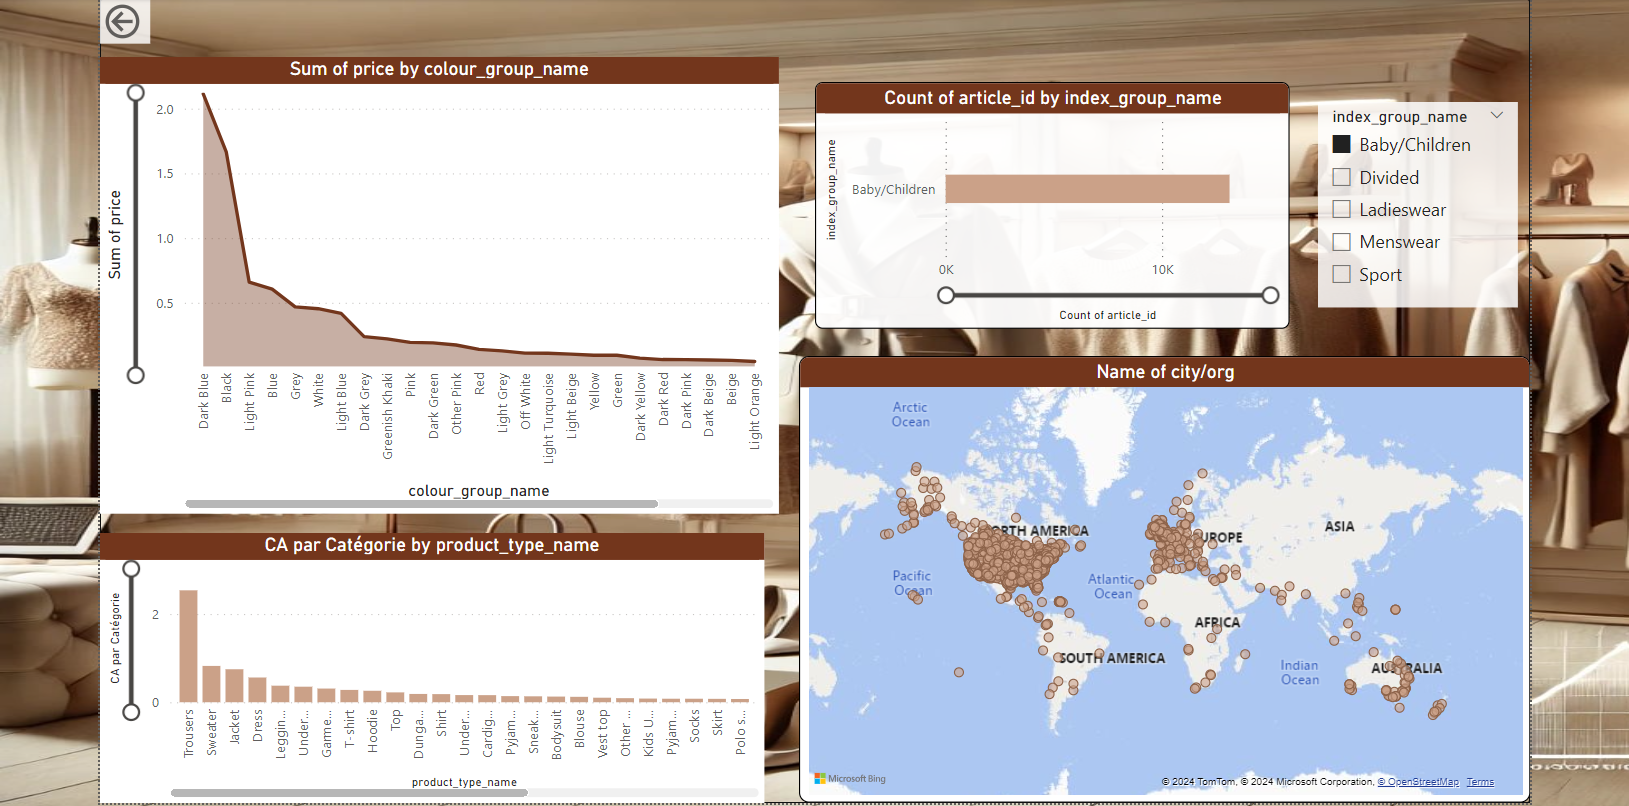 Sum of price by colour_group_name
Sum of price
2.0
1.5
1.0
0.5
Dark Blue
Black
Light Pink
Blue
Grey
White
Light Blue
Dark Grey
Greenish Khaki
Pink
Dark Green
Other Pink
Red
Light Grey
Off White
Light Turquoise
Light Beige
Yellow
Green
Dark Yellow
Dark Red
Dark Pink
Dark Beige
Beige
Light Orange
colour_group_name
Count of article_id by index_group_name
index_group_name
Baby/Children
0K
10K
Count of article_id
index_group_name
Baby/Children
Divided
Ladieswear
Menswear
Sport
CA par Catégorie by product_type_name
CA par Catégorie
2
0
Trousers
Sweater
Jacket
Dress
Leggin...
Under...
Garme...
T-shirt
Hoodie
Top
Dunga...
Shirt
Under...
Cardig...
Pyjam...
Sneak...
Bodysuit
Blouse
Vest top
Other ...
Kids U...
Pyjam...
Socks
Skirt
Polo s...
product_type_name
Name of city/org
Arctic
Ocean
NORTH AMERICA
EUROPE
ASIA
Pacific
Ocean
Atlantic
Ocean
AFRICA
SOUTH AMERICA
Indian
Ocean
AUSTRALIA
Microsoft Bing
© 2024 TomTom, © 2024 Microsoft Corporation, © OpenStreetMap Terms